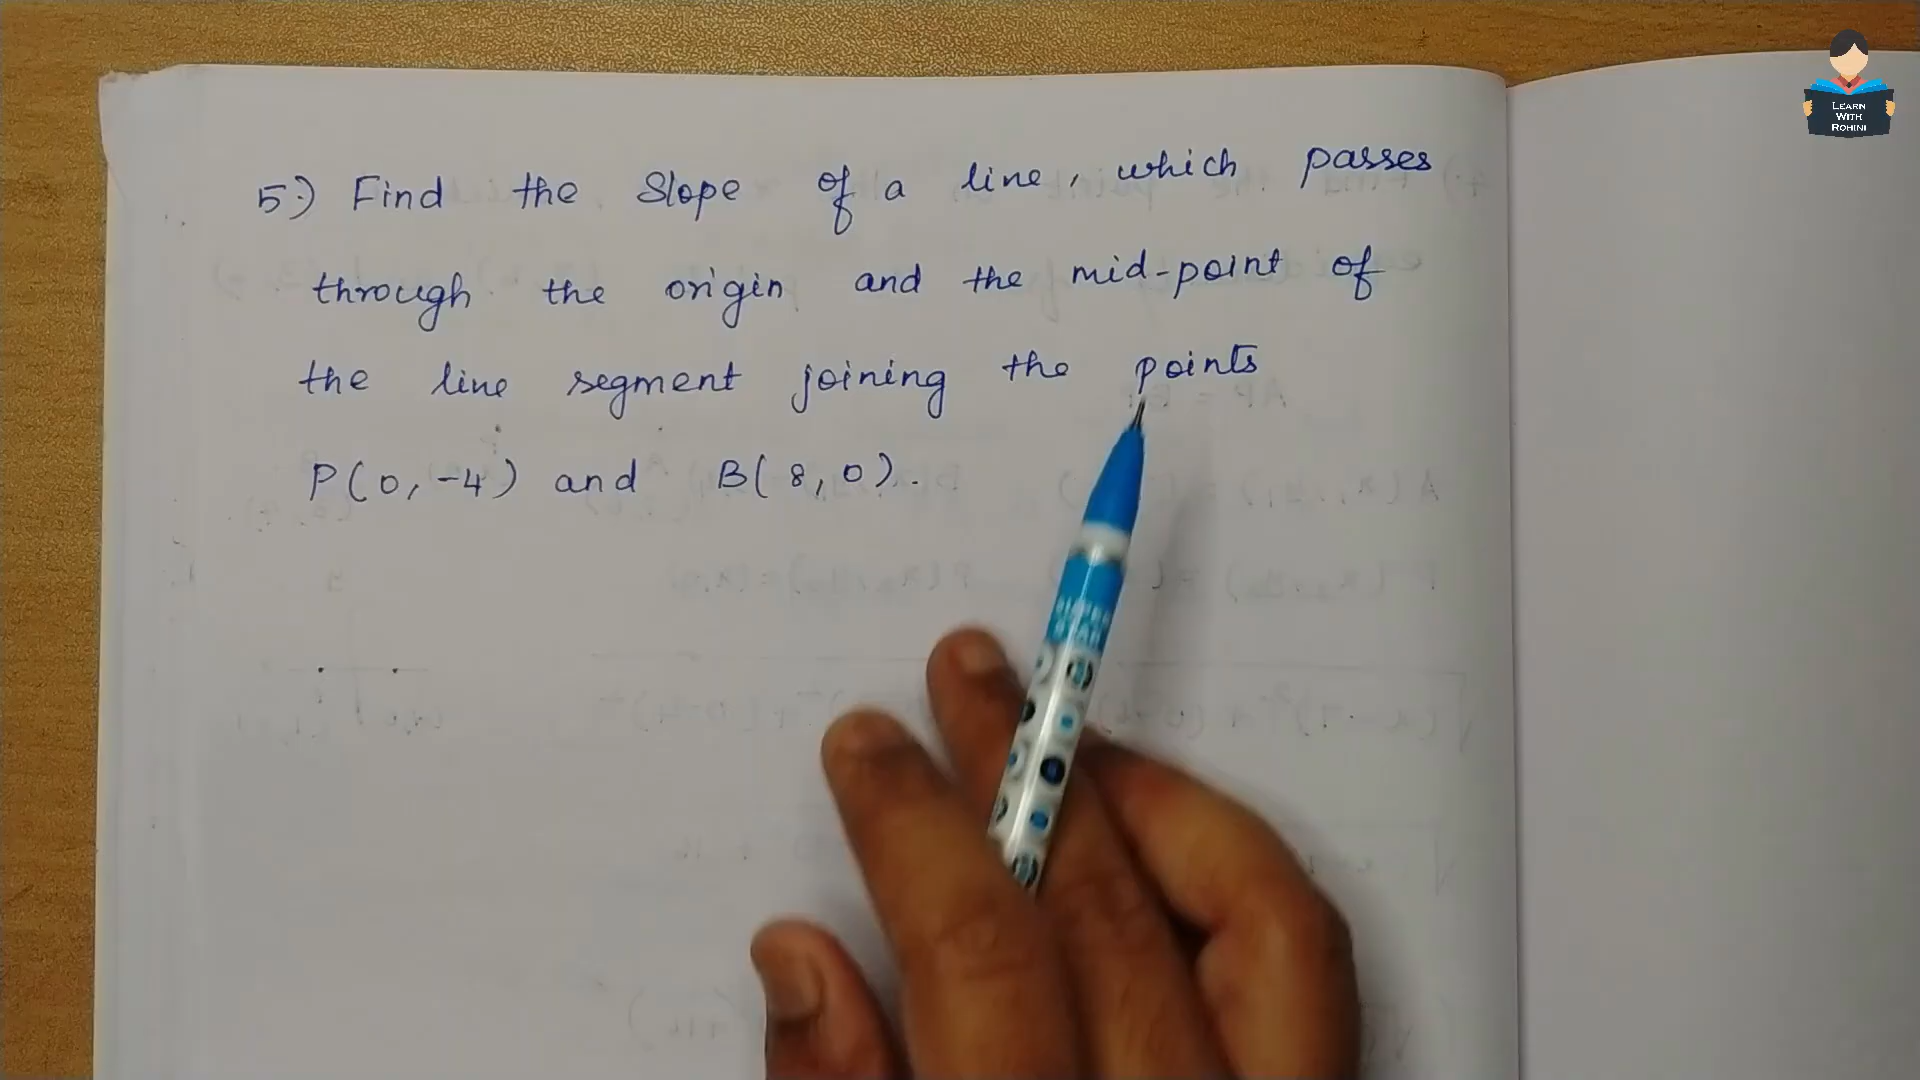 5.) Find the Slope of a line, which passes
through the origin and the mid-point of
the line segment joining the points
P(0, -4) and B(8, 0).
LEARN
WITH
ROHINI